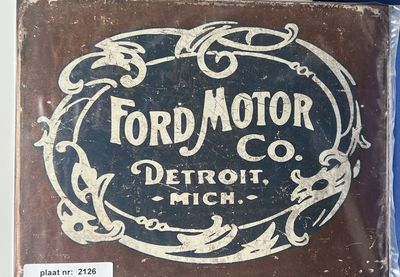 FORD MOTOR
CO.
DETROIT,
- MICH. -
plaat nr: 2126